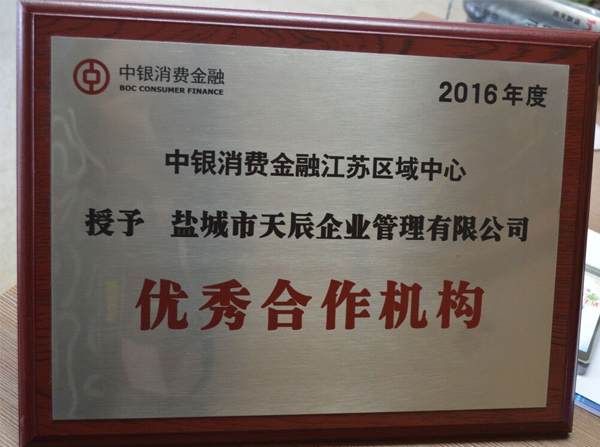 中银消费金融
BOC CONSUMER FINANCE
2016年度
中银消费金融江苏区域中心
授予 盐城市天辰企业管理有限公司
优秀合作机构